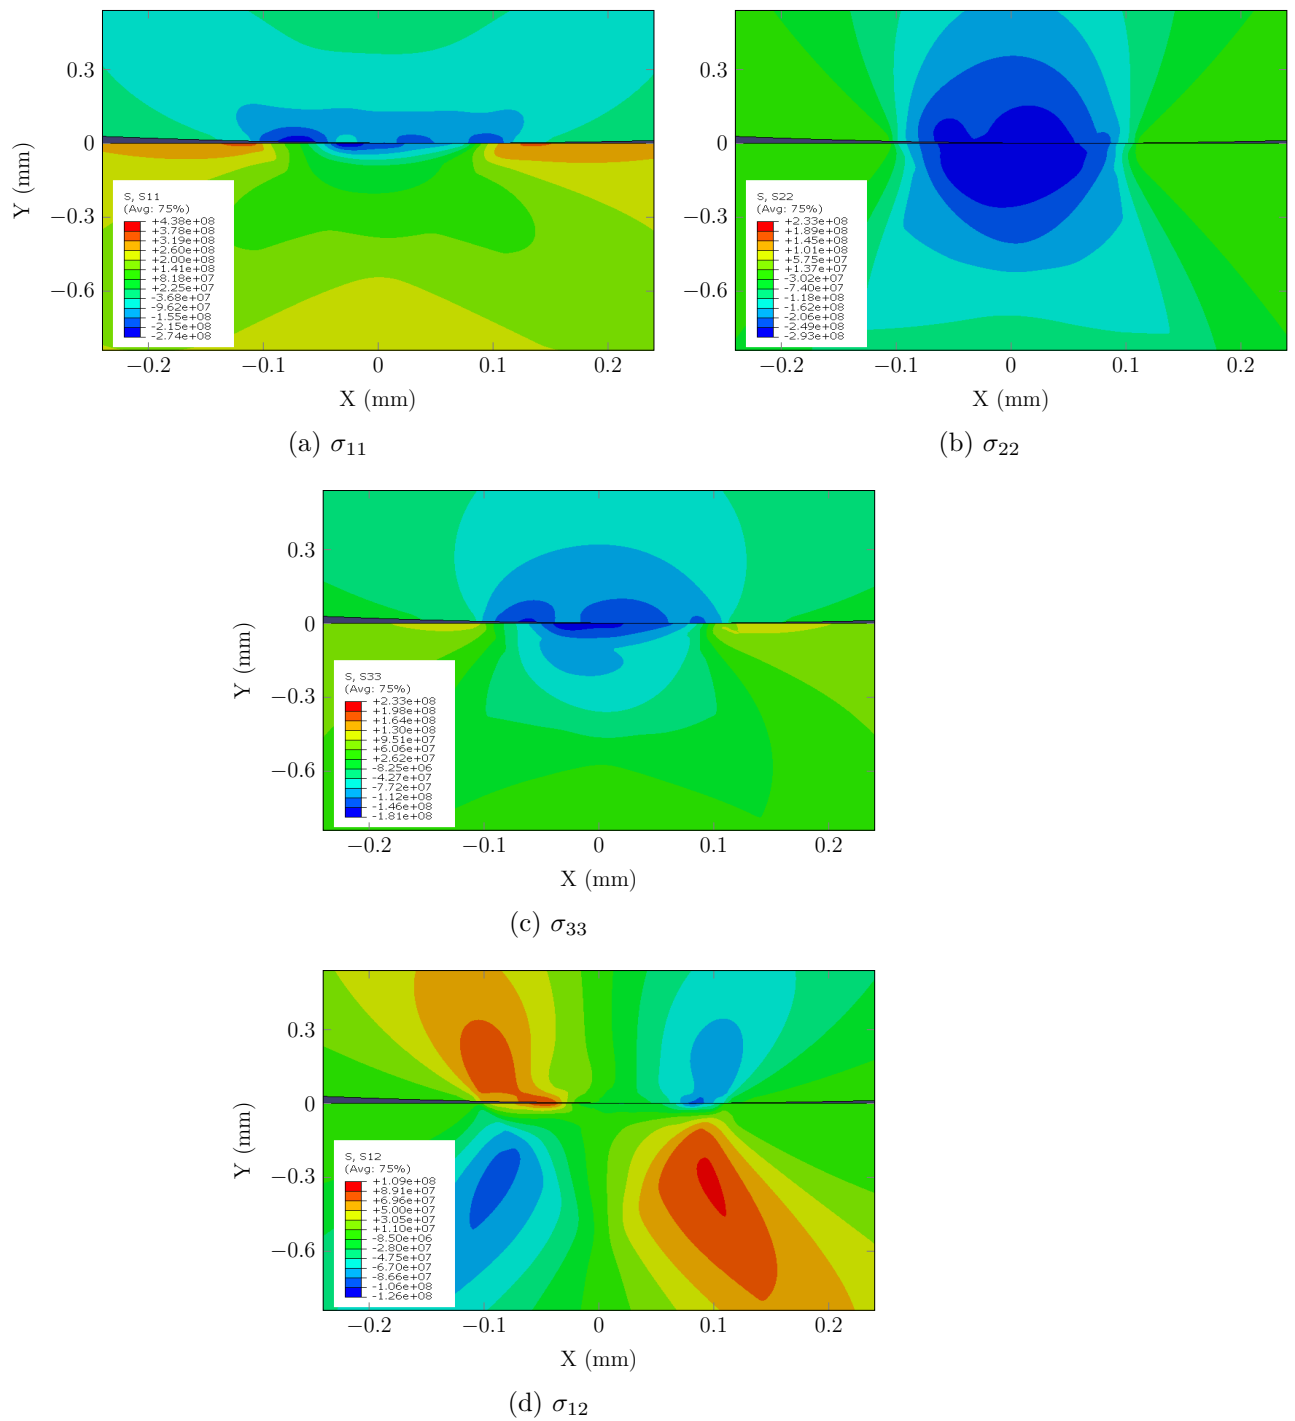 0.3
0
−0.3
−0.6
Y (mm)
S, S11
(Avg: 75%)
+4.38e+08
+3.78e+08
+3.19e+08
+2.60e+08
+2.00e+08
+1.41e+08
+8.18e+07
+2.25e+07
-3.68e+07
-9.62e+07
-1.55e+08
-2.15e+08
-2.74e+08
−0.2 −0.1 0 0.1 0.2
X (mm)
(a) σ11
0.3
0
−0.3
−0.6
S, S22
(Avg: 75%)
+2.33e+08
+1.89e+08
+1.45e+08
+1.01e+08
+5.75e+07
+1.37e+07
-3.02e+07
-7.40e+07
-1.18e+08
-1.62e+08
-2.06e+08
-2.49e+08
-2.93e+08
−0.2 −0.1 0 0.1 0.2
X (mm)
(b) σ22
0.3
0
−0.3
−0.6
Y (mm)
S, S33
(Avg: 75%)
+2.33e+08
+1.98e+08
+1.64e+08
+1.30e+08
+9.51e+07
+6.06e+07
+2.62e+07
-8.25e+06
-4.27e+07
-7.72e+07
-1.12e+08
-1.46e+08
-1.81e+08
−0.2 −0.1 0 0.1 0.2
X (mm)
(c) σ33
0.3
0
−0.3
−0.6
Y (mm)
S, S12
(Avg: 75%)
+1.09e+08
+8.91e+07
+6.96e+07
+5.00e+07
+3.05e+07
+1.10e+07
-8.50e+06
-2.80e+07
-4.75e+07
-6.70e+07
-8.66e+07
-1.06e+08
-1.26e+08
−0.2 −0.1 0 0.1 0.2
X (mm)
(d) σ12